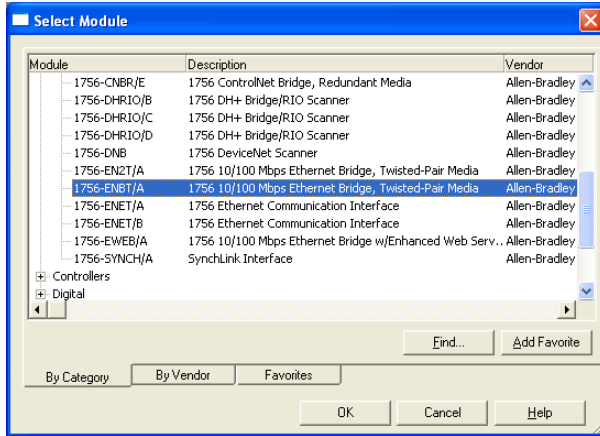 Select Module
Module Description Vendor
1756-CNBR/E 1756 ControlNet Bridge, Redundant Media Allen-Bradley
1756-DHRIO/B 1756 DH+ Bridge/RIO Scanner Allen-Bradley
1756-DHRIO/C 1756 DH+ Bridge/RIO Scanner Allen-Bradley
1756-DHRIO/D 1756 DH+ Bridge/RIO Scanner Allen-Bradley
1756-DNB 1756 DeviceNet Scanner Allen-Bradley
1756-EN2T/A 1756 10/100 Mbps Ethernet Bridge, Twisted-Pair Media Allen-Bradley
1756-ENBT/A 1756 10/100 Mbps Ethernet Bridge, Twisted-Pair Media Allen-Bradley
1756-ENET/A 1756 Ethernet Communication Interface Allen-Bradley
1756-ENET/B 1756 Ethernet Communication Interface Allen-Bradley
1756-EWEB/A 1756 10/100 Mbps Ethernet Bridge w/Enhanced Web Serv.. Allen-Bradley
1756-SYNCH/A SynchLink Interface Allen-Bradley
Controllers
Digital
Find... Add Favorite
By Category By Vendor Favorites
OK Cancel Help